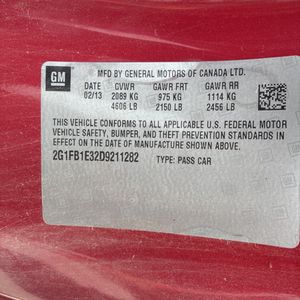 GM
MFD BY GENERAL MOTORS OF CANADA LTD.
DATE GVWR GAWR FRT GAWR RR
02/13 2089 KG 975 KG 1114 KG
4606 LB 2150 LB 2456 LB
THIS VEHICLE CONFORMS TO ALL APPLICABLE U.S. FEDERAL MOTOR
VEHICLE SAFETY, BUMPER, AND THEFT PREVENTION STANDARDS IN
EFFECT ON THE DATE OF MANUFACTURE SHOWN ABOVE.
2G1FB1E32D9211282 TYPE: PASS CAR